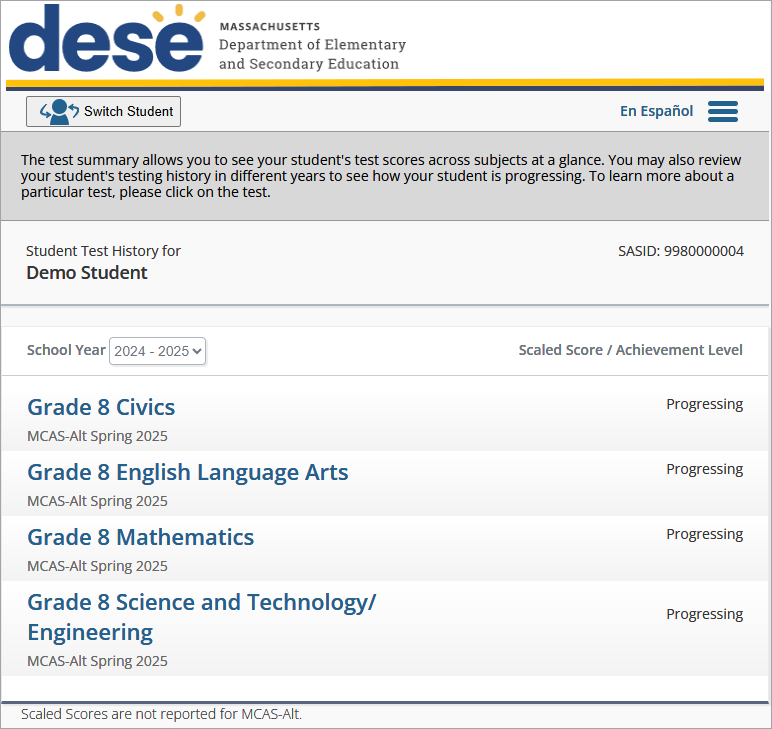 dese
MASSACHUSETTS
Department of Elementary
and Secondary Education
Switch Student
En Español
The test summary allows you to see your student's test scores across subjects at a glance. You may also review
your student's testing history in different years to see how your student is progressing. To learn more about a
particular test, please click on the test.
Student Test History for
SASID: 9980000004
Demo Student
School Year 2024 - 2025
Scaled Score / Achievement Level
Grade 8 Civics
Progressing
MCAS-Alt Spring 2025
Grade 8 English Language Arts
Progressing
MCAS-Alt Spring 2025
Grade 8 Mathematics
Progressing
MCAS-Alt Spring 2025
Grade 8 Science and Technology/
Engineering
Progressing
MCAS-Alt Spring 2025
Scaled Scores are not reported for MCAS-Alt.